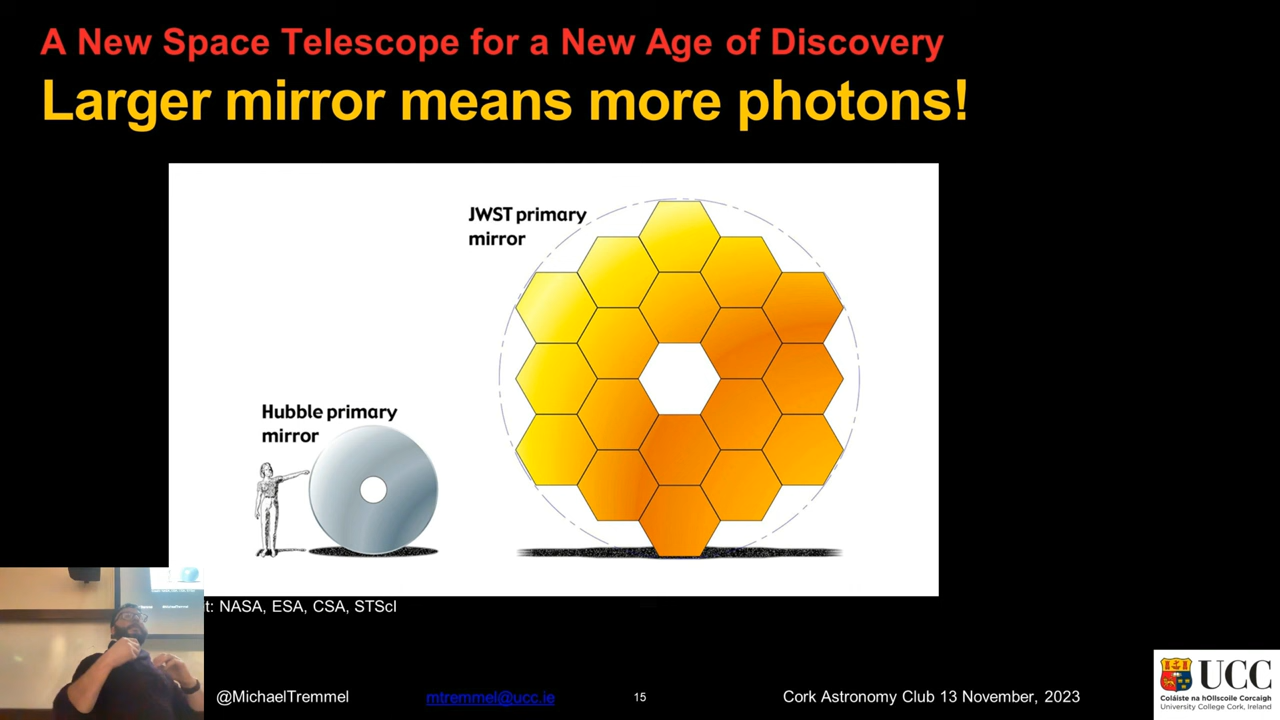 A New Space Telescope for a New Age of Discovery
Larger mirror means more photons!
JWST primary
mirror
Hubble primary
mirror
t: NASA, ESA, CSA, STScI
@MichaelTremmel
mtremmel@ucc.ie
15
Cork Astronomy Club 13 November, 2023
UCC
Coláiste na hOllscoile Corcaigh
University College Cork, Ireland